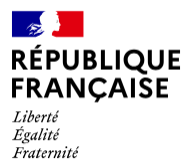 RÉPUBLIQUE
FRANÇAISE
Liberté
Égalité
Fraternité